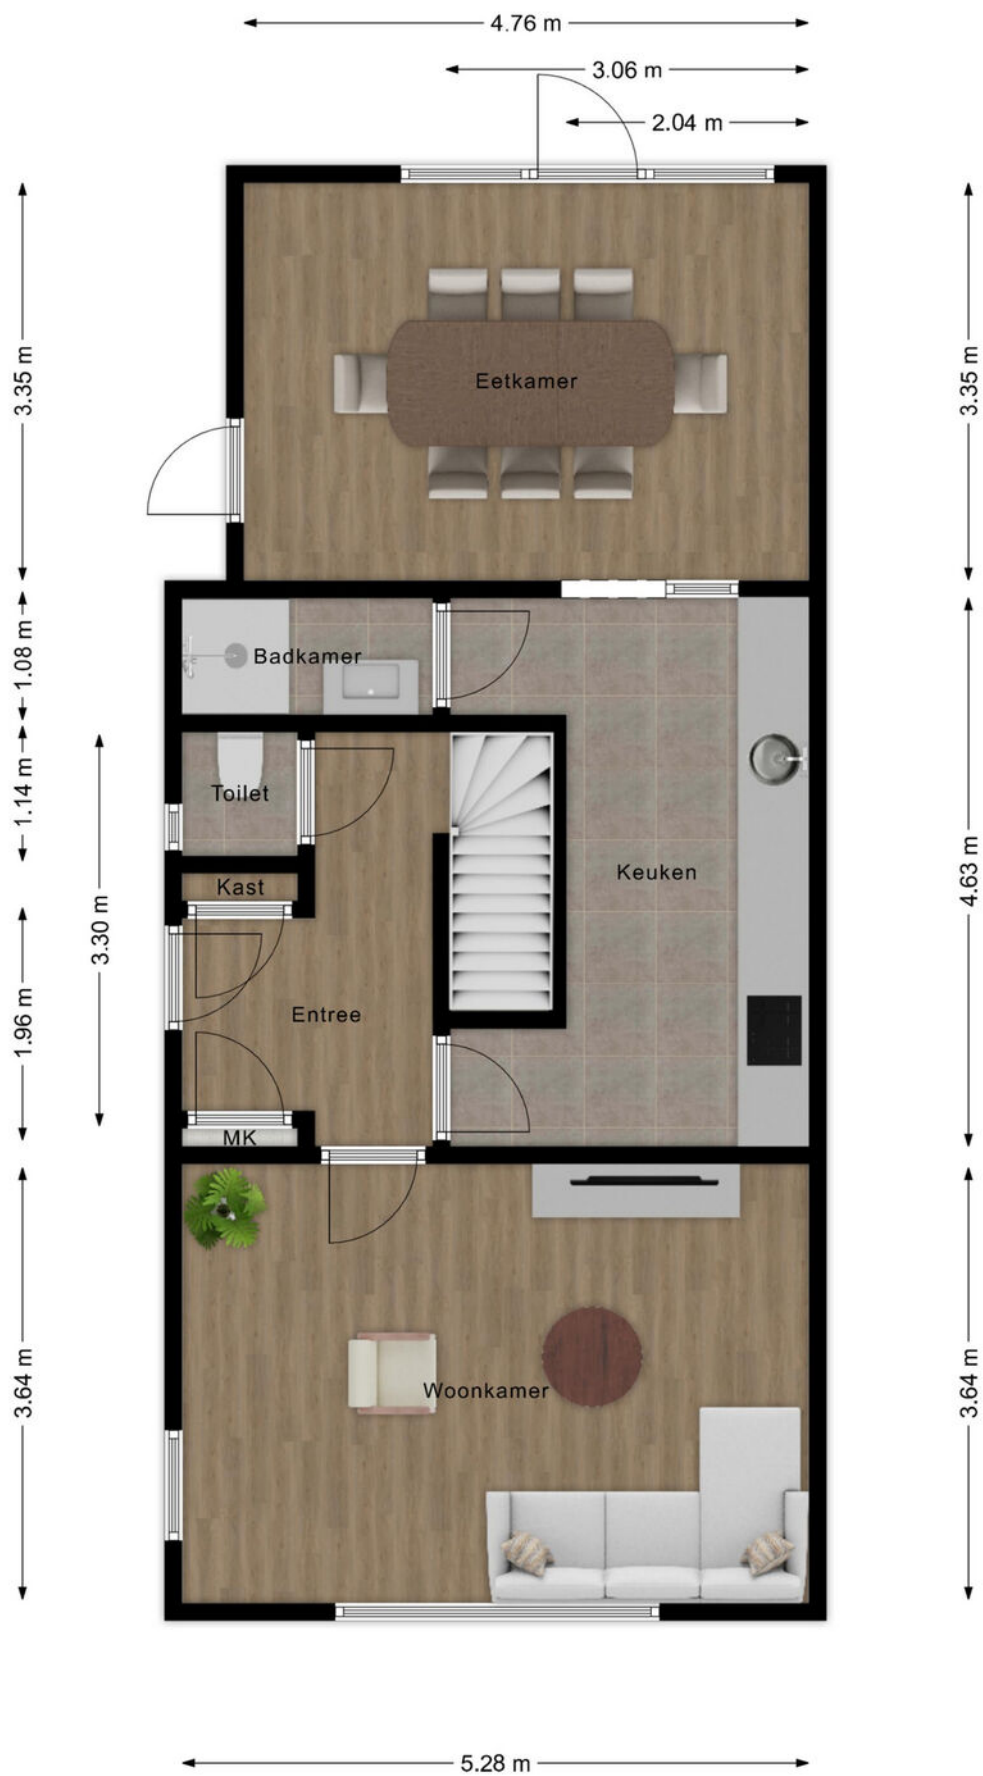 4.76 m
3.06 m
2.04 m
3.35 m
3.35 m
Eetkamer
1.08 m
Badkamer
1.14 m
Toilet
Keuken
4.63 m
Kast
3.30 m
1.96 m
Entree
MK
3.64 m
3.64 m
Woonkamer
5.28 m